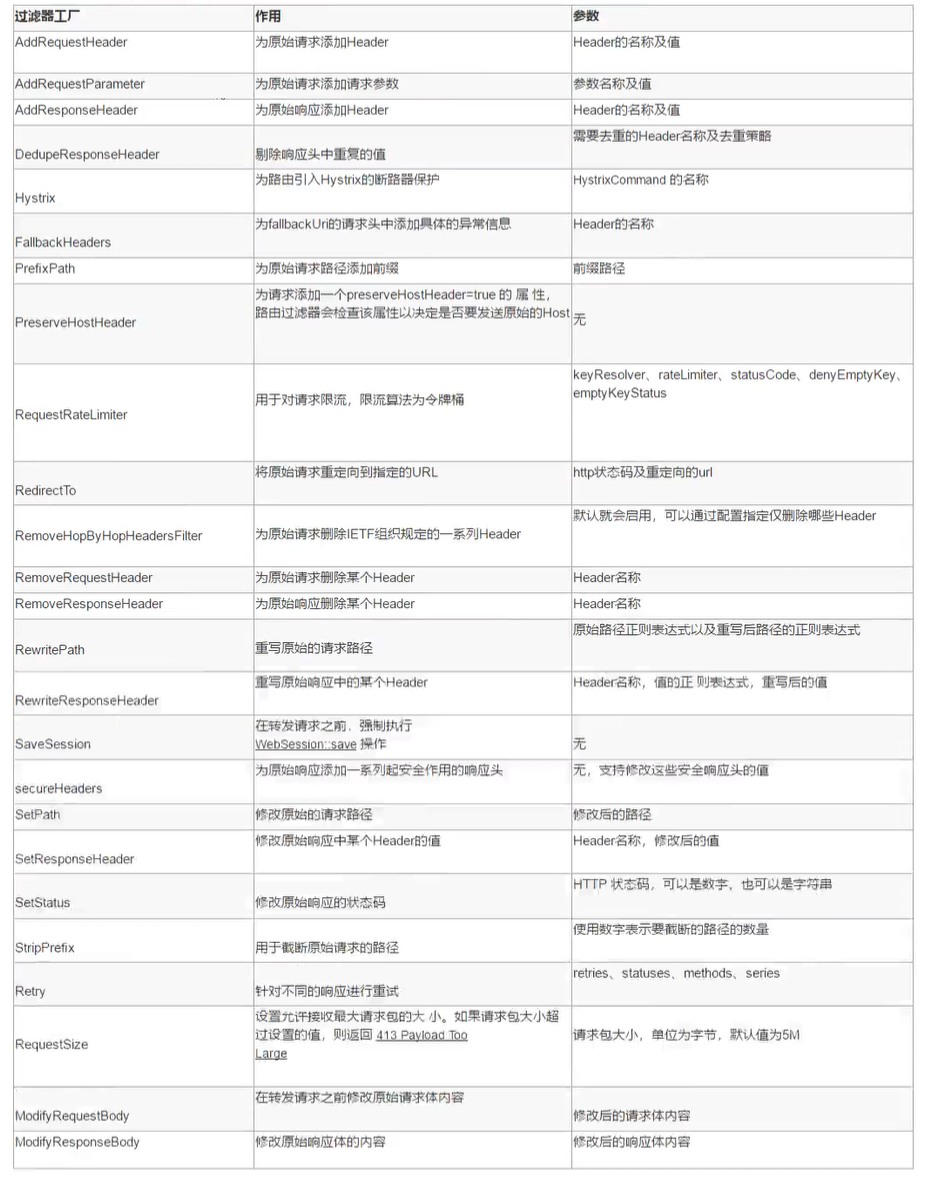 过滤器工厂 作用 参数
AddRequestHeader 为原始请求添加Header Header的名称及值
AddRequestParameter 为原始请求添加请求参数 参数名称及值
AddResponseHeader 为原始响应添加Header Header的名称及值
DedupeResponseHeader 剔除响应头中重复的值 需要去重的Header名称及去重策略
Hystrix 为路由引入Hystrix的断路器保护 HystrixCommand 的名称
FallbackHeaders 为fallbackUri的请求头中添加具体的异常信息 Header的名称
PrefixPath 为原始请求路径添加前缀 前缀路径
PreserveHostHeader 为请求添加一个preserveHostHeader=true 的 属 性，
路由过滤器会检查该属性以决定是否要发送原始的Host 无
RequestRateLimiter 用于对请求限流，限流算法为令牌桶 keyResolver、rateLimiter、statusCode、denyEmptyKey、
emptyKeyStatus
RedirectTo 将原始请求重定向到指定的URL http状态码及重定向的url
RemoveHopByHopHeadersFilter 为原始请求删除IETF组织规定的一系列Header 默认就会启用，可以通过配置指定仅删除哪些Header
RemoveRequestHeader 为原始请求删除某个Header Header名称
RemoveResponseHeader 为原始响应删除某个Header Header名称
RewritePath 重写原始的请求路径 原始路径正则表达式以及重写后路径的正则表达式
RewriteResponseHeader 重写原始响应中的某个Header Header名称，值的正 则表达式，重写后的值
SaveSession 在转发请求之前，强制执行
WebSession::save 操作 无
secureHeaders 为原始响应添加一系列起安全作用的响应头 无，支持修改这些安全响应头的值
SetPath 修改原始的请求路径 修改后的路径
SetResponseHeader 修改原始响应中某个Header的值 Header名称，修改后的值
SetStatus 修改原始响应的状态码 HTTP 状态码，可以是数字，也可以是字符串
StripPrefix 用于截断原始请求的路径 使用数字表示要截断的路径的数量
Retry 针对不同的响应进行重试 retries、statuses、methods、series
RequestSize 设置允许接收最大请求包的大 小。如果请求包大小超
过设置的值，则返回 413 Payload Too
Large 请求包大小，单位为字节，默认值为5M
ModifyRequestBody 在转发请求之前修改原始请求体内容 修改后的请求体内容
ModifyResponseBody 修改原始响应体的内容 修改后的响应体内容